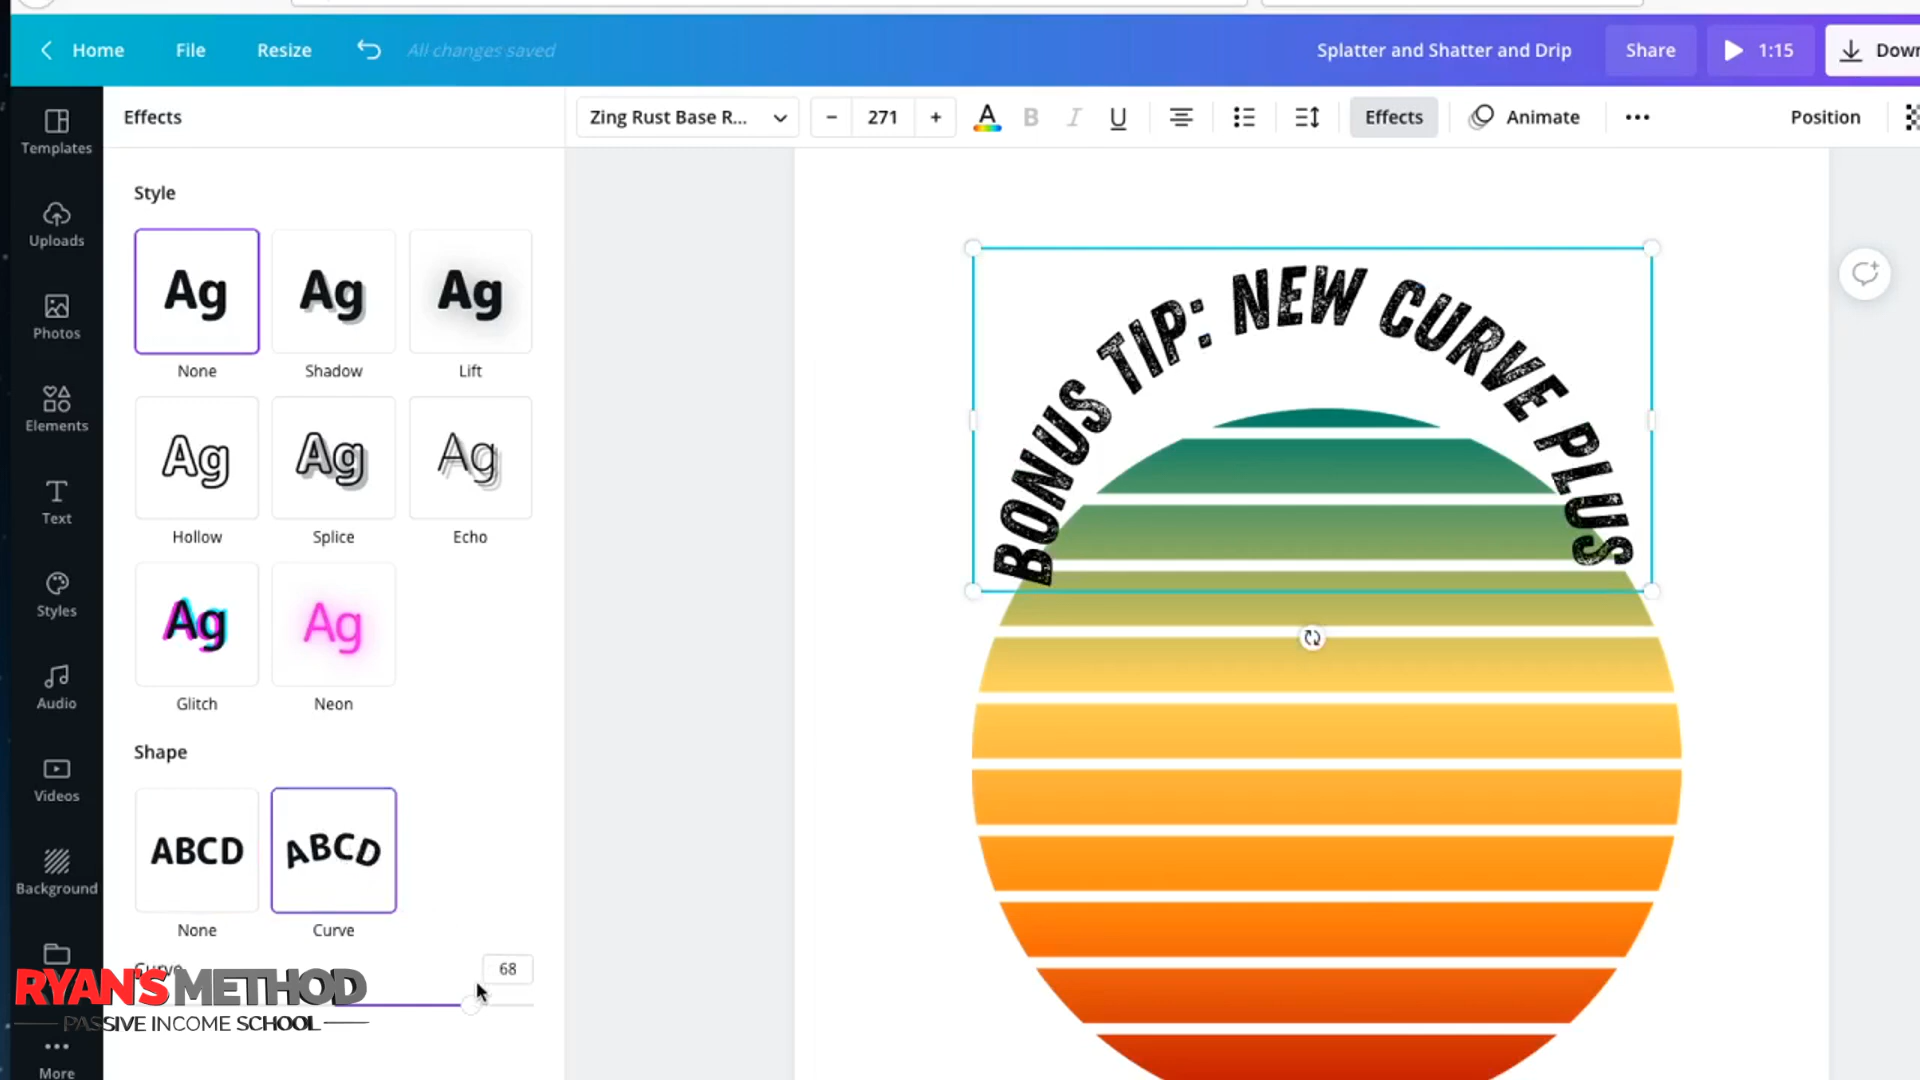 Home File Resize All changes saved Splatter and Shatter and Drip Share 1:15 Down
Effects Zing Rust Base R... − 271 + A B I U Effects Animate Position
Templates
Uploads
Photos
Elements
Text
Styles
Audio
Videos
Background
More
Style
Ag Ag Ag
None Shadow Lift
Ag Ag Ag
Hollow Splice Echo
Ag Ag
Glitch Neon
Shape
ABCD ABCD
None Curve
Curve 68
RYAN'S METHOD
PASSIVE INCOME SCHOOL
BONUS TIP: NEW CURVE PLUS